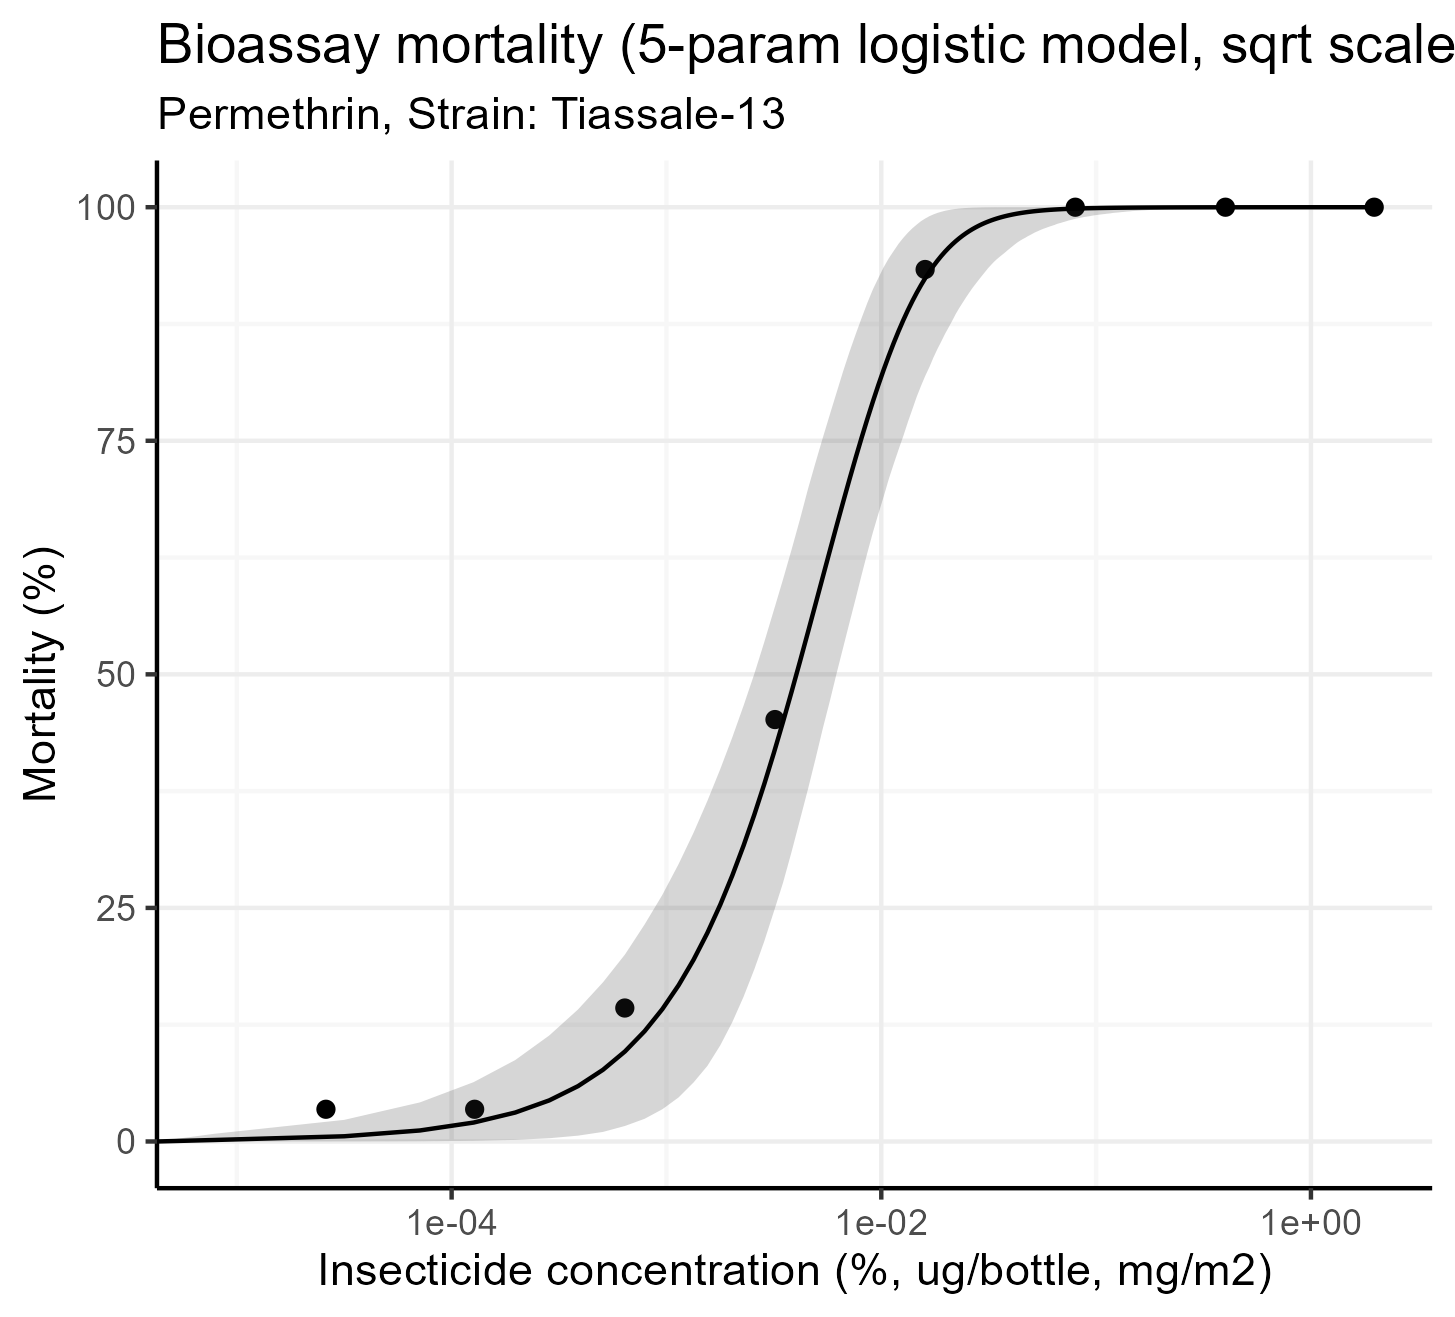 Bioassay mortality (5-param logistic model, sqrt scale
Permethrin, Strain: Tiassale-13
100
75
50
25
0
Mortality (%)
1e-04 1e-02 1e+00
Insecticide concentration (%, ug/bottle, mg/m2)